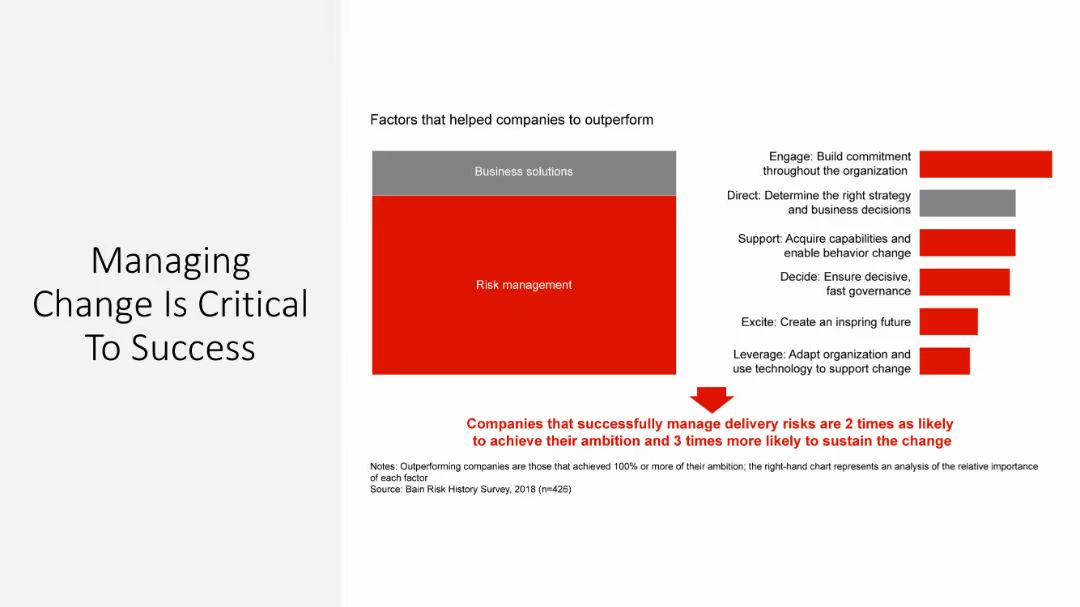 Managing
Change Is Critical
To Success
Factors that helped companies to outperform
Business solutions
Risk management
Engage: Build commitment
throughout the organization
Direct: Determine the right strategy
and business decisions
Support: Acquire capabilities and
enable behavior change
Decide: Ensure decisive,
fast governance
Excite: Create an inspring future
Leverage: Adapt organization and
use technology to support change
Companies that successfully manage delivery risks are 2 times as likely
to achieve their ambition and 3 times more likely to sustain the change
Notes: Outperforming companies are those that achieved 100% or more of their ambition; the right-hand chart represents an analysis of the relative importance
of each factor
Source: Bain Risk History Survey, 2018 (n=426)